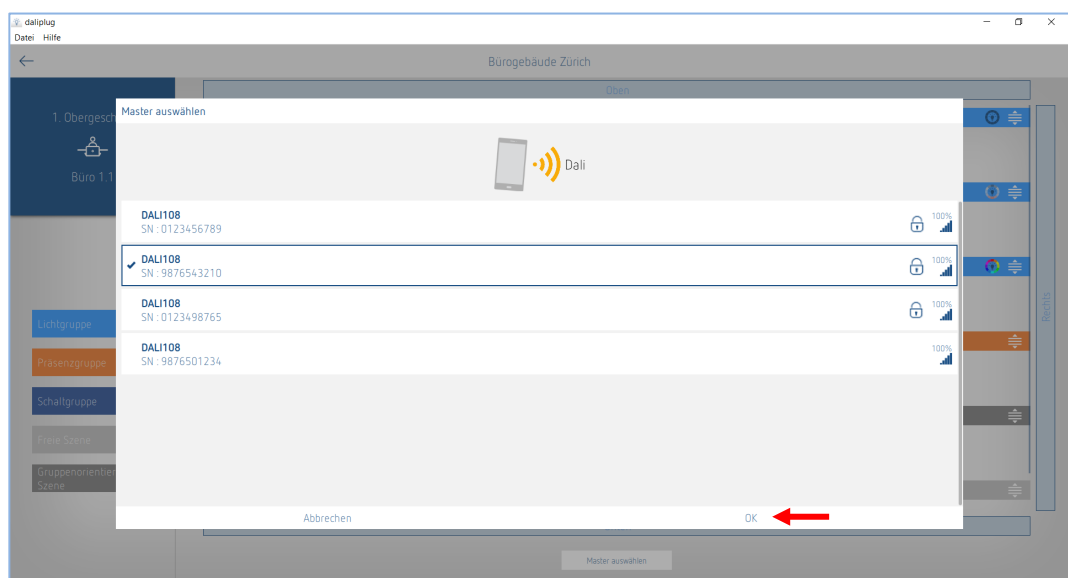 daliplug
Datei Hilfe
Bürogebäude Zürich
Oben
1. Obergesch
Büro 1.1
Master auswählen
Dali
DALI108
SN : 0123456789
100%
DALI108
SN : 9876543210
100%
DALI108
SN : 0123498765
100%
DALI108
SN : 9876501234
100%
Rechts
Lichtgruppe
Präsenzgruppe
Schaltgruppe
Freie Szene
Gruppenorientier
Szene
Abbrechen
OK
Master auswählen